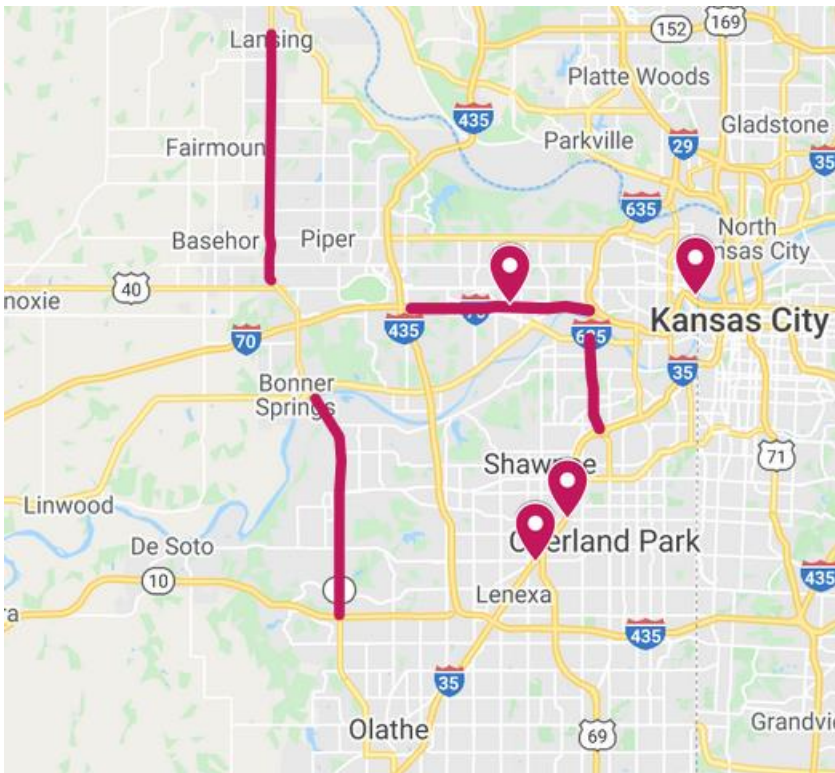 Lansing
152
169
Platte Woods
435
Gladstone
Fairmoun
Parkville
29
35
635
North
nsas City
Basehor
Piper
40
noxie
70
435
635
Kansas City
70
35
Bonner
Springs
71
Shawnee
Linwood
Overland Park
De Soto
10
435
Lenexa
ra
435
35
Olathe
69
Grandvi